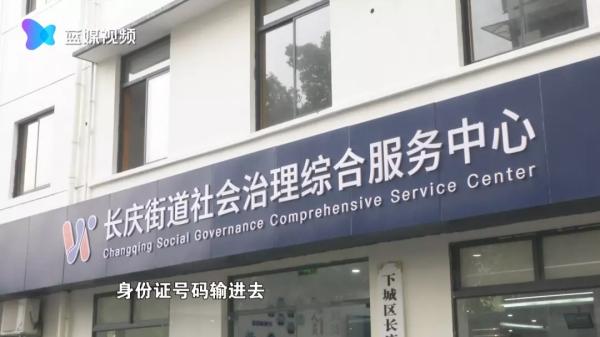 蓝媒视频
长庆街道社会治理综合服务中心
Changqing Social Governance Comprehensive Service Center
身份证号码输进去
下城区长庆